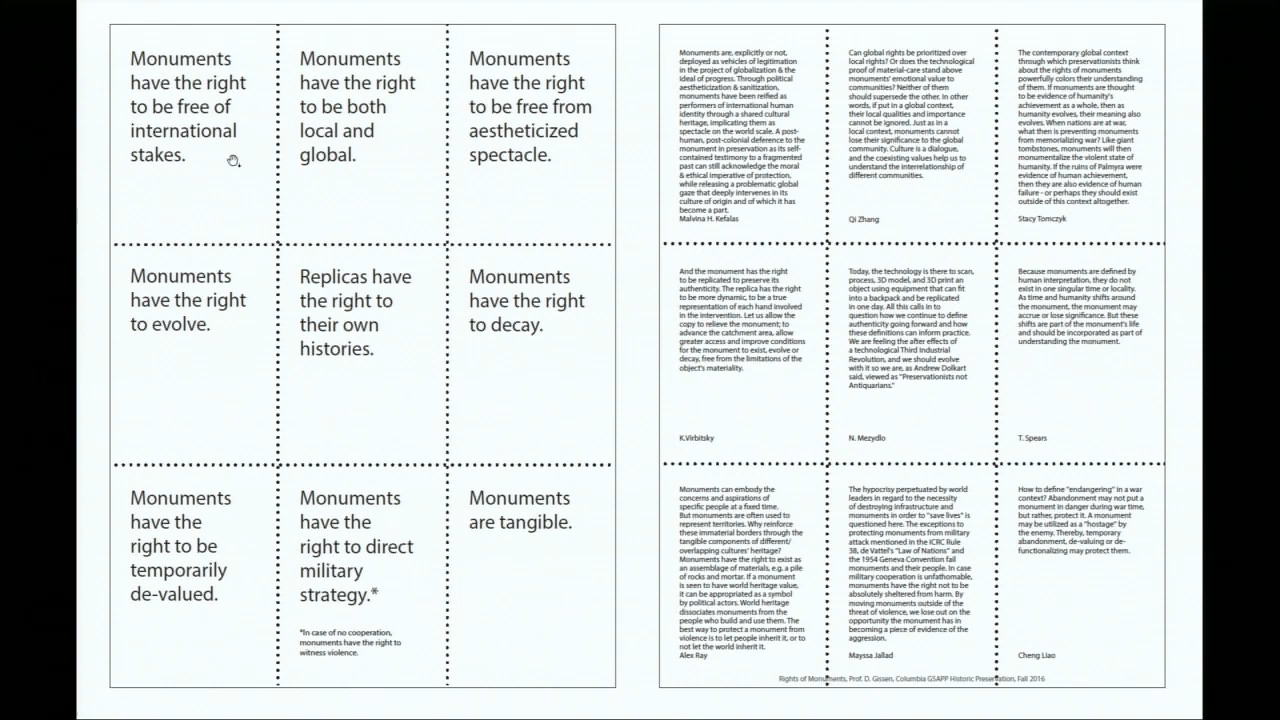 Monuments
have the right
to be free of
international
stakes.
Monuments
have the right
to be both
local and
global.
Monuments
have the right
to be free from
aestheticized
spectacle.
Monuments
have the right
to evolve.
Replicas have
the right to
their own
histories.
Monuments
have the right
to decay.
Monuments
have the
right to be
temporarily
de-valued.
Monuments
have the
right to direct
military
strategy.*
*In case of no cooperation,
monuments have the right to
witness violence.
Monuments
are tangible.
Monuments are, explicitly or not,
deployed as vehicles of legitimation
in the project of globalization & the
ideal of progress. Through political
aestheticization & sanitization,
monuments have been reified as
performers of international human
identity through a shared cultural
heritage, implicating them as
spectacle on the world scale. A post-
human, post-colonial deference to the
monument in preservation as its self-
contained testimony to a fragmented
past can still acknowledge the moral
& ethical imperative of protection,
while releasing a problematic global
gaze that deeply intervenes in its
culture of origin and of which it has
become a part.
Malvina H. Kefalas
Can global rights be prioritized over
local rights? Or does the technological
proof of material-care stand above
monuments' emotional value to
communities? Neither of them
should supersede the other. In other
words, if put in a global context,
their local qualities and importance
cannot be ignored. Just as in a
local context, monuments cannot
lose their significance to the global
community. Culture is a dialogue,
and the coexisting values help us to
understand the interrelationship of
different communities.
Qi Zhang
The contemporary global context
through which preservationists think
about the rights of monuments
powerfully colors their understanding
of them. If monuments are thought
to be evidence of humanity's
achievement as a whole, then as
humanity evolves, their meaning also
evolves. When nations are at war,
what then is preventing monuments
from memorializing war? Like giant
tombstones, monuments will then
monumentalize the violent state of
humanity. If the ruins of Palmyra were
evidence of human achievement,
then they are also evidence of human
failure - or perhaps they should exist
outside of this context altogether.
Stacy Tomczyk
And the monument has the right
to be replicated to preserve its
authenticity. The replica has the right
to be more dynamic, to be a true
representation of each hand involved
in the intervention. Let us allow the
copy to relieve the monument; to
advance the catchment area, allow
greater access and improve conditions
for the monument to exist, evolve or
decay, free from the limitations of the
object's materiality.
K.Virbitsky
Today, the technology is there to scan,
process, 3D model, and 3D print an
object using equipment that can fit
into a backpack and be replicated
in one day. All this calls in to
question how we continue to define
authenticity going forward and how
these definitions can inform practice.
We are feeling the after effects of
a technological Third Industrial
Revolution, and we should evolve
with it so we are, as Andrew Dolkart
said, viewed as "Preservationists not
Antiquarians."
N. Mezydlo
Because monuments are defined by
human interpretation, they do not
exist in one singular time or locality.
As time and humanity shifts around
the monument, the monument may
accrue or lose significance. But these
shifts are part of the monument's life
and should be incorporated as part of
understanding the monument.
T. Spears
Monuments can embody the
concerns and aspirations of
specific people at a fixed time.
But monuments are often used to
represent territories. Why reinforce
these immaterial borders through the
tangible components of different/
overlapping cultures' heritage?
Monuments have the right to exist as
an assemblage of materials, e.g. a pile
of rocks and mortar. If a monument
is seen to have world heritage value,
it can be appropriated as a symbol
by political actors. World heritage
dissociates monuments from the
people who build and use them. The
best way to protect a monument from
violence is to let people inherit it, or to
not let the world inherit it.
Alex Ray
The hypocrisy perpetuated by world
leaders in regard to the necessity
of destroying infrastructure and
monuments in order to "save lives" is
questioned here. The exceptions to
protecting monuments from military
attack mentioned in the ICRC Rule
38, de Vattel's "Law of Nations" and
the 1954 Geneva Convention fail
monuments and their people. In case
military cooperation is unfathomable,
monuments have the right not to be
absolutely sheltered from harm. By
moving monuments outside of the
threat of violence, we lose out on the
opportunity the monument has in
becoming a piece of evidence of the
aggression.
Mayssa Jallad
How to define "endangering" in a war
context? Abandonment may not put a
monument in danger during war time,
but rather, protect it. A monument
may be utilized as a "hostage" by
the enemy. Thereby, temporary
abandonment, de-valuing or de-
functionalizing may protect them.
Cheng Liao
Rights of Monuments, Prof. D. Gissen, Columbia GSAPP Historic Preservation, Fall 2016